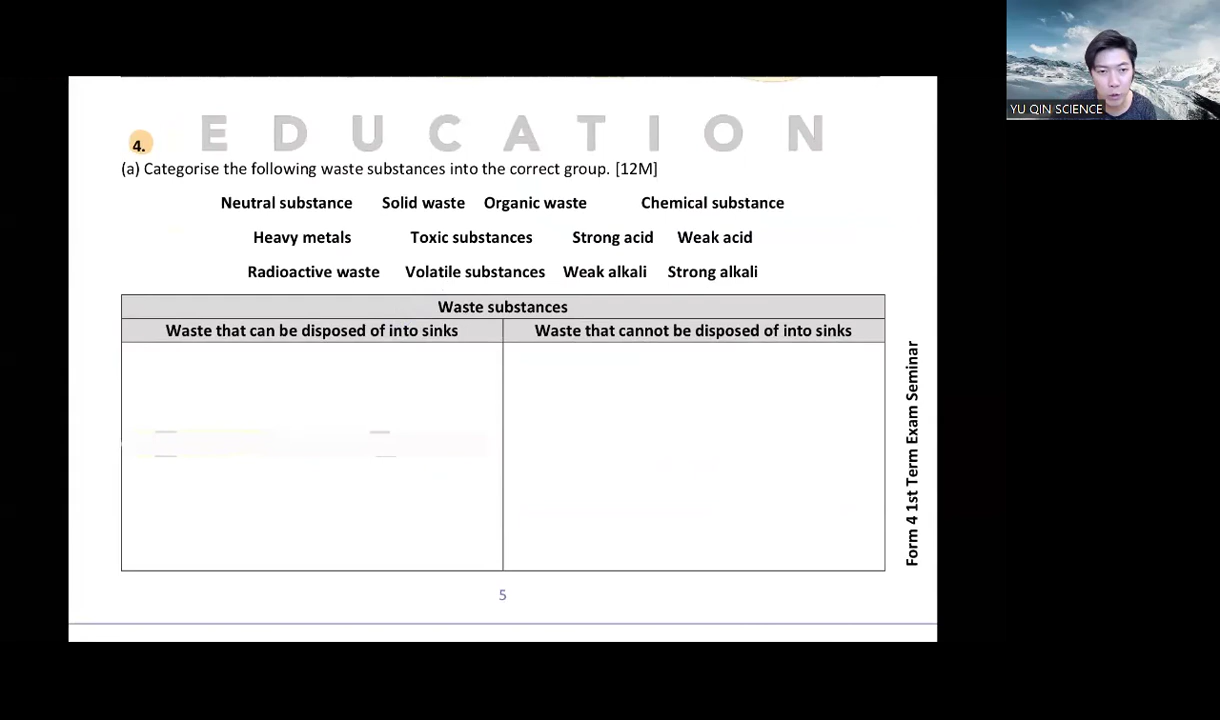 YU QIN SCIENCE
EDUCATION
4.
(a) Categorise the following waste substances into the correct group. [12M]
Neutral substance Solid waste Organic waste Chemical substance
Heavy metals Toxic substances Strong acid Weak acid
Radioactive waste Volatile substances Weak alkali Strong alkali
Waste substances
Waste that can be disposed of into sinks Waste that cannot be disposed of into sinks
Form 4 1st Term Exam Seminar
5